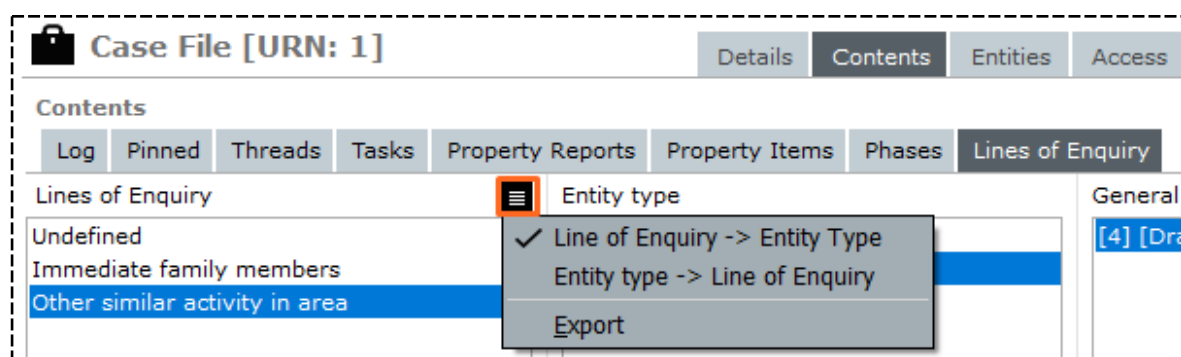 Case File [URN: 1]
Details Contents Entities Access
Contents
Log Pinned Threads Tasks Property Reports Property Items Phases Lines of Enquiry
Lines of Enquiry Entity type General
Undefined Line of Enquiry -> Entity Type [4] [Dra
Immediate family members Entity type -> Line of Enquiry
Other similar activity in area
Export